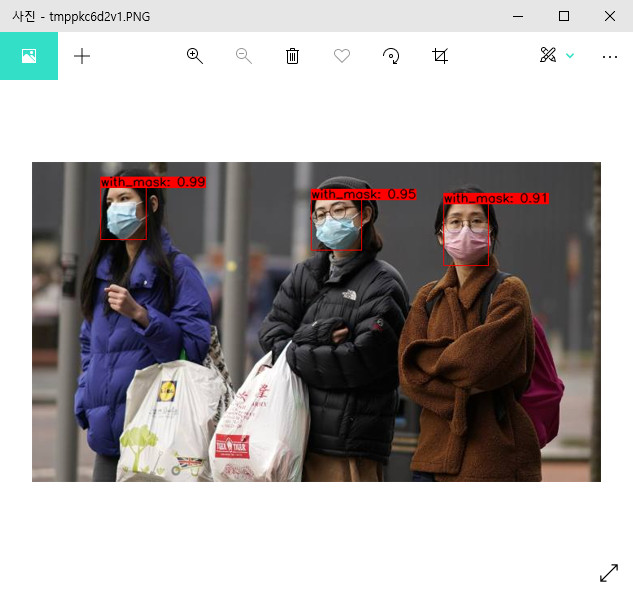 사진 - tmppkc6d2v1.PNG
with_mask: 0.99
with_mask: 0.95
with_mask: 0.91